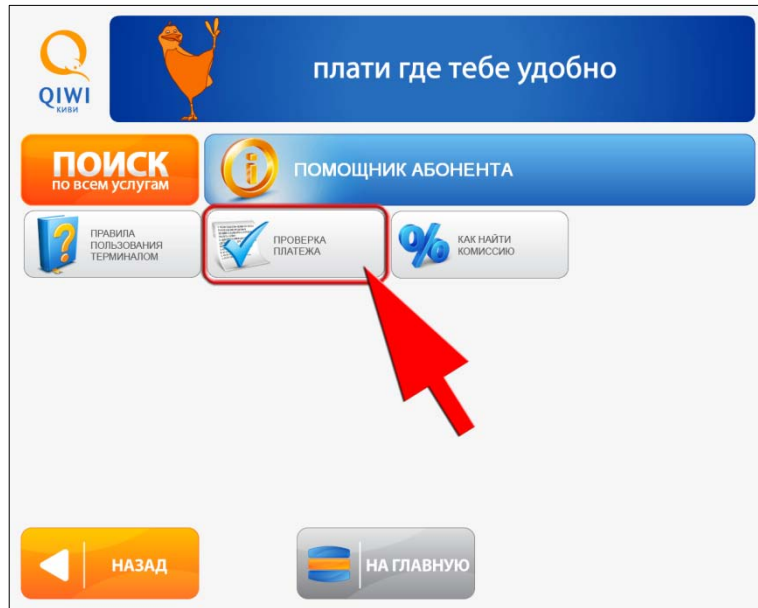 QIWI
КИВИ
плати где тебе удобно
ПОИСК
по всем услугам
ПОМОЩНИК АБОНЕНТА
ПРАВИЛА
ПОЛЬЗОВАНИЯ
ТЕРМИНАЛОМ
ПРОВЕРКА
ПЛАТЕЖА
%
КАК НАЙТИ
КОМИССИЮ
НАЗАД
НА ГЛАВНУЮ